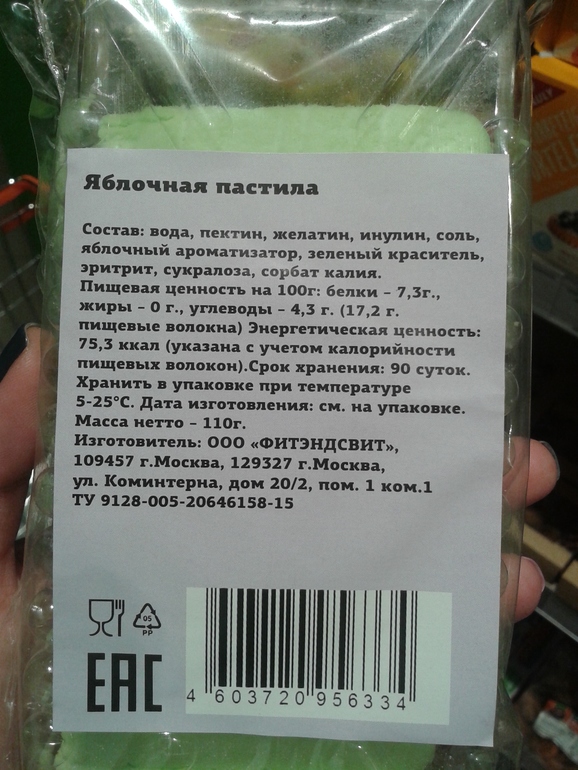 Яблочная пастила
Состав: вода, пектин, желатин, инулин, соль,
яблочный ароматизатор, зеленый краситель,
эритрит, сукралоза, сорбат калия.
Пищевая ценность на 100г: белки – 7,3г.,
жиры – 0 г., углеводы – 4,3 г. (17,2 г.
пищевые волокна) Энергетическая ценность:
75,3 ккал (указана с учетом калорийности
пищевых волокон).Срок хранения: 90 суток.
Хранить в упаковке при температуре
5-25°С. Дата изготовления: см. на упаковке.
Масса нетто – 110г.
Изготовитель: ООО «ФИТЭНДСВИТ»,
109457 г.Москва, 129327 г.Москва,
ул. Коминтерна, дом 20/2, пом. 1 ком.1
ТУ 9128-005-20646158-15
05
PP
EAC
4 603720 956334